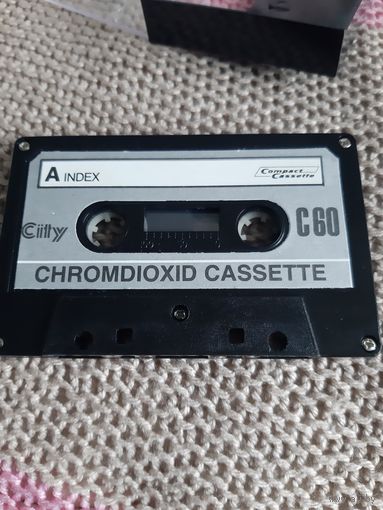 A INDEX
Compact Cassette
City
C60
CHROMDIOXID CASSETTE